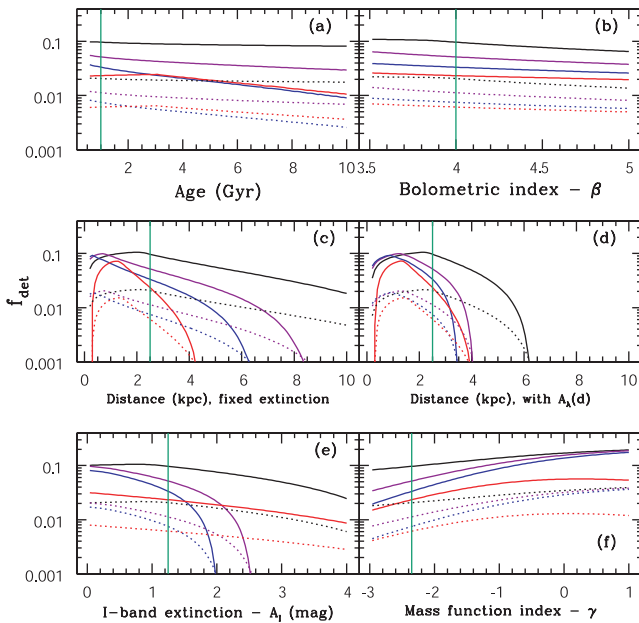 (a)
(b)
0.1
0.01
0.001
2 4 6 8 10
3.5 4 4.5 5
Age (Gyr)
Bolometric index - β
f_det
(c)
(d)
0.1
0.01
0.001
0 2 4 6 8 10
0 2 4 6 8 10
Distance (kpc), fixed extinction
Distance (kpc), with A_λ(d)
(e)
(f)
0.1
0.01
0.001
0 1 2 3 4
-3 -2 -1 0 1
I-band extinction - A_I (mag)
Mass function index - γ